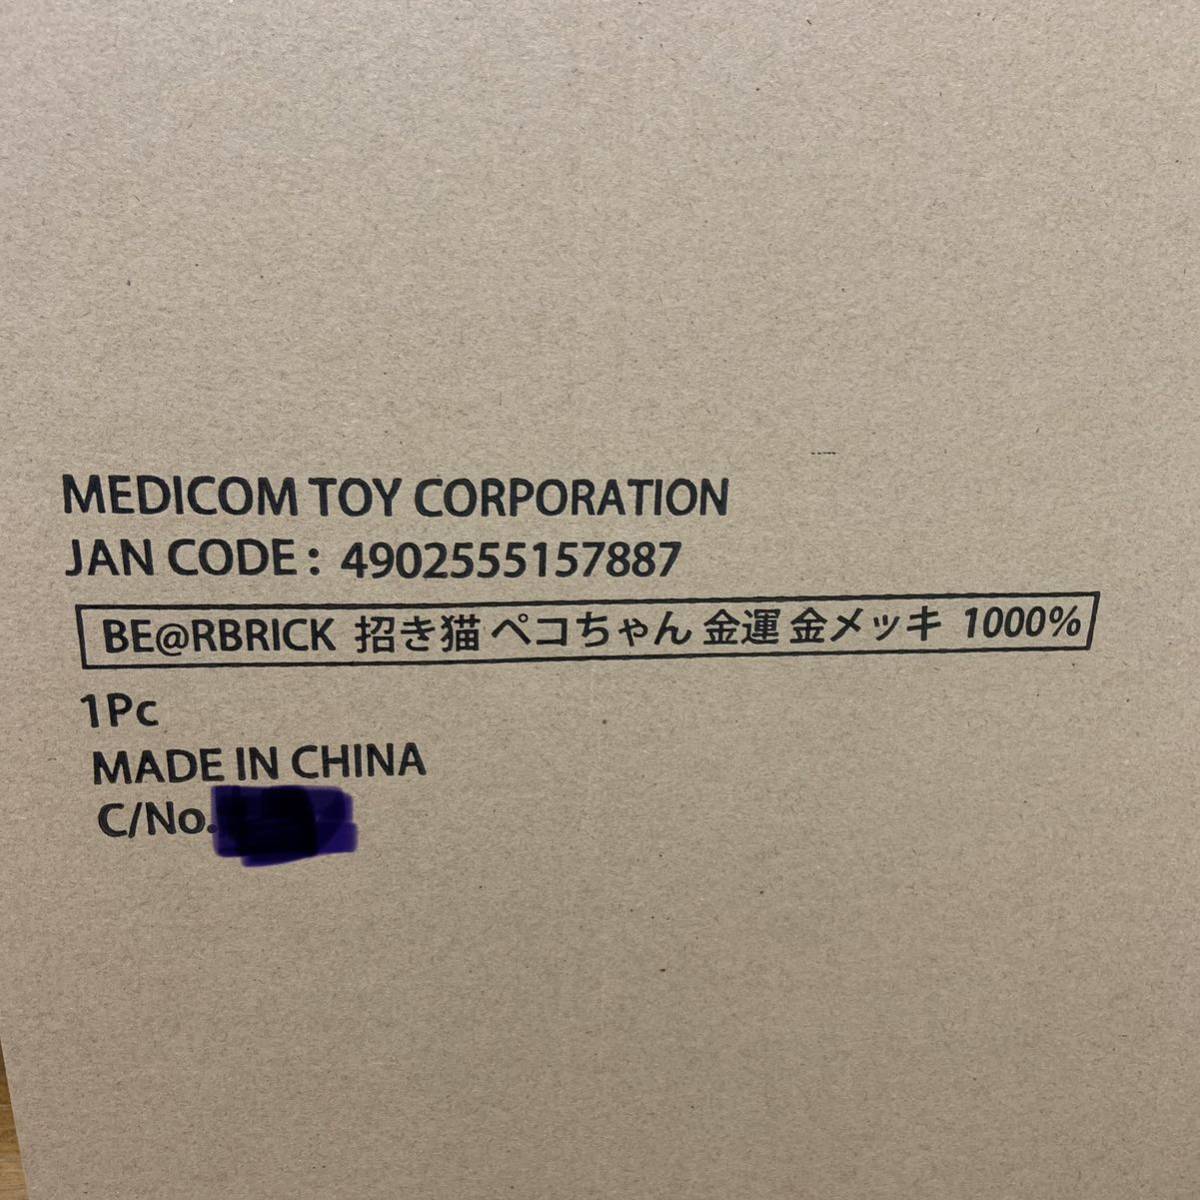 MEDICOM TOY CORPORATION
JAN CODE : 4902555157887
BE@RBRICK 招き猫 ペコちゃん 金運 金メッキ 1000%
1Pc
MADE IN CHINA
C/No.